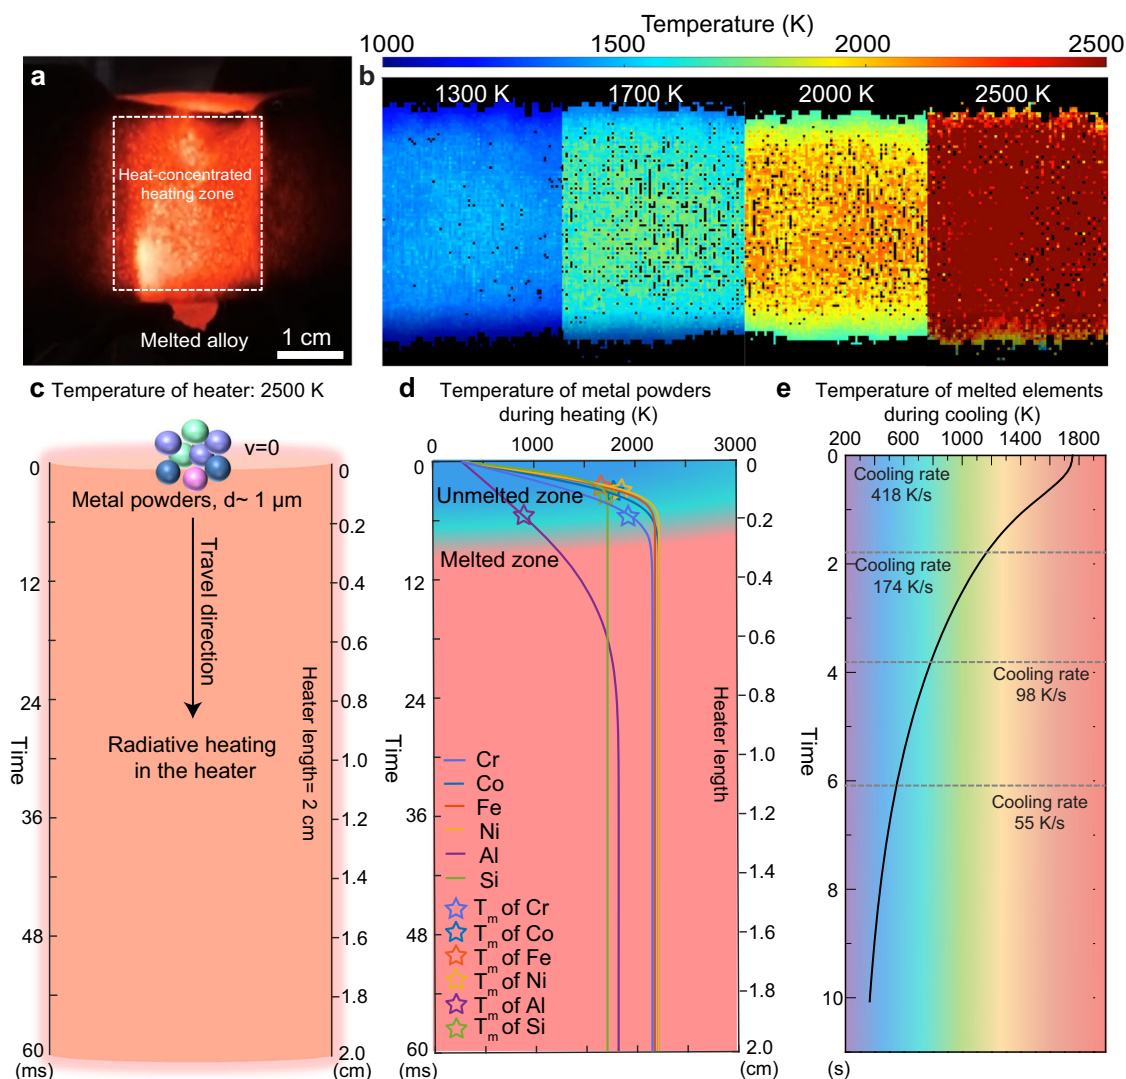 Temperature (K)
1000 1500 2000 2500
a
Heat-concentrated
heating zone
Melted alloy
1 cm
b
1300 K 1700 K 2000 K 2500 K
c Temperature of heater: 2500 K
v=0
Metal powders, d~ 1 μm
Travel direction
Radiative heating
in the heater
0
12
24
36
48
60
Time
(ms)
0
0.2
0.4
0.6
0.8
1.0
1.2
1.4
1.6
1.8
2.0
Heater length= 2 cm
(cm)
d Temperature of metal powders
during heating (K)
0 1000 2000 3000
Unmelted zone
Melted zone
0
12
24
36
48
60
Time
(ms)
Cr
Co
Fe
Ni
Al
Si
Tm of Cr
Tm of Co
Tm of Fe
Tm of Ni
Tm of Al
Tm of Si
0
0.2
0.4
0.6
0.8
1.0
1.2
1.4
1.6
1.8
2.0
Heater length
(cm)
e Temperature of melted elements
during cooling (K)
200 600 1000 1400 1800
0
2
4
6
8
10
Time
(s)
Cooling rate
418 K/s
Cooling rate
174 K/s
Cooling rate
98 K/s
Cooling rate
55 K/s